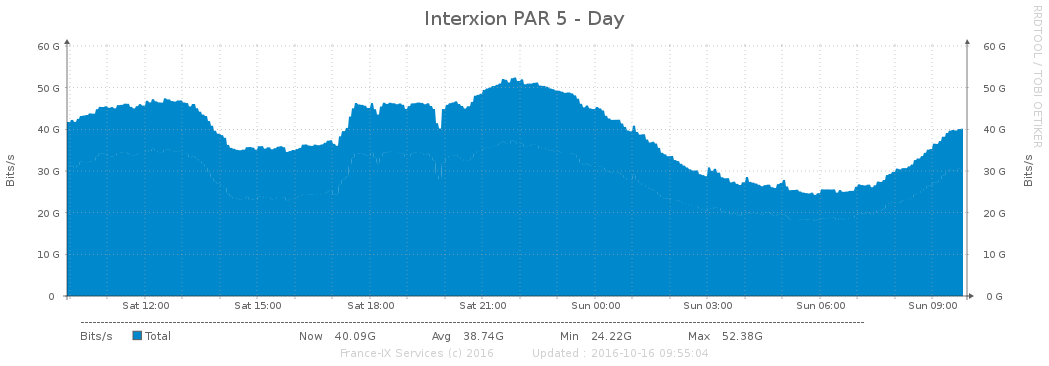 Interxion PAR 5 - Day
RRDTOOL / TOBI OETIKER
Bits/s
60 G 60 G
50 G 50 G
40 G 40 G
30 G 30 G
20 G 20 G
10 G 10 G
0 0 G
Bits/s
Sat 12:00 Sat 15:00 Sat 18:00 Sat 21:00 Sun 00:00 Sun 03:00 Sun 06:00 Sun 09:00
Bits/s Total Now 40.09G Avg 38.74G Min 24.22G Max 52.38G
France-IX Services (c) 2016 Updated : 2016-10-16 09:55:04